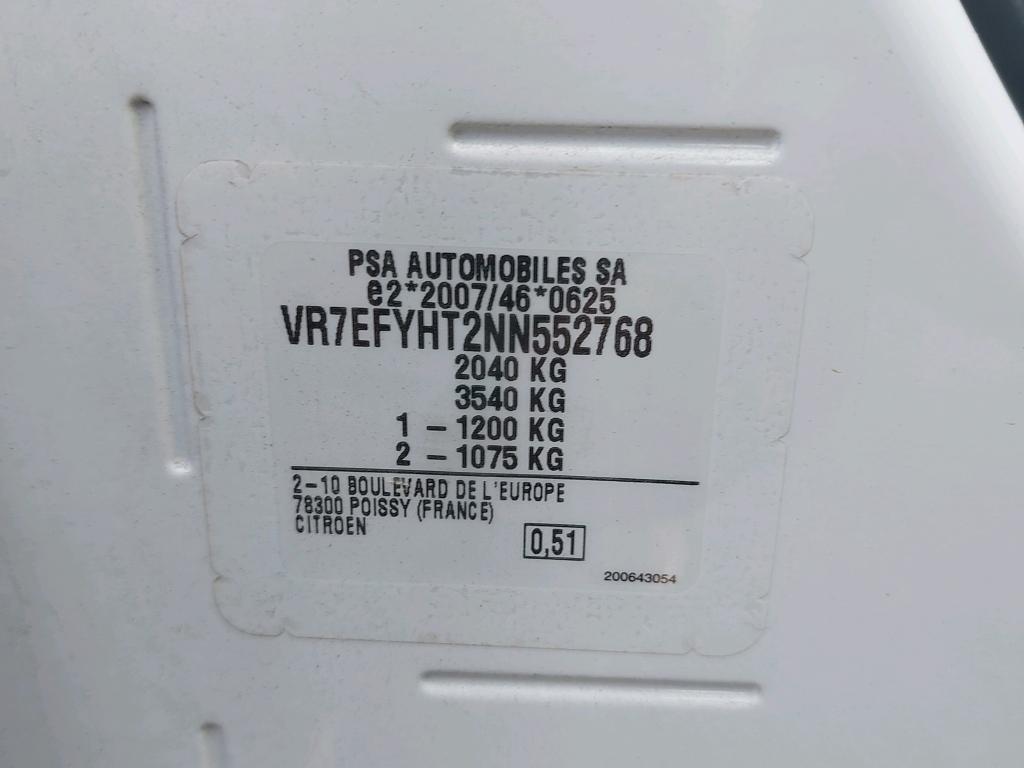 PSA AUTOMOBILES SA
e2*2007/46*0625
VR7EFYHT2NN552768
2040 KG
3540 KG
1 – 1200 KG
2 – 1075 KG
2–10 BOULEVARD DE L'EUROPE
78300 POISSY (FRANCE)
CITROEN
0,51
200643054